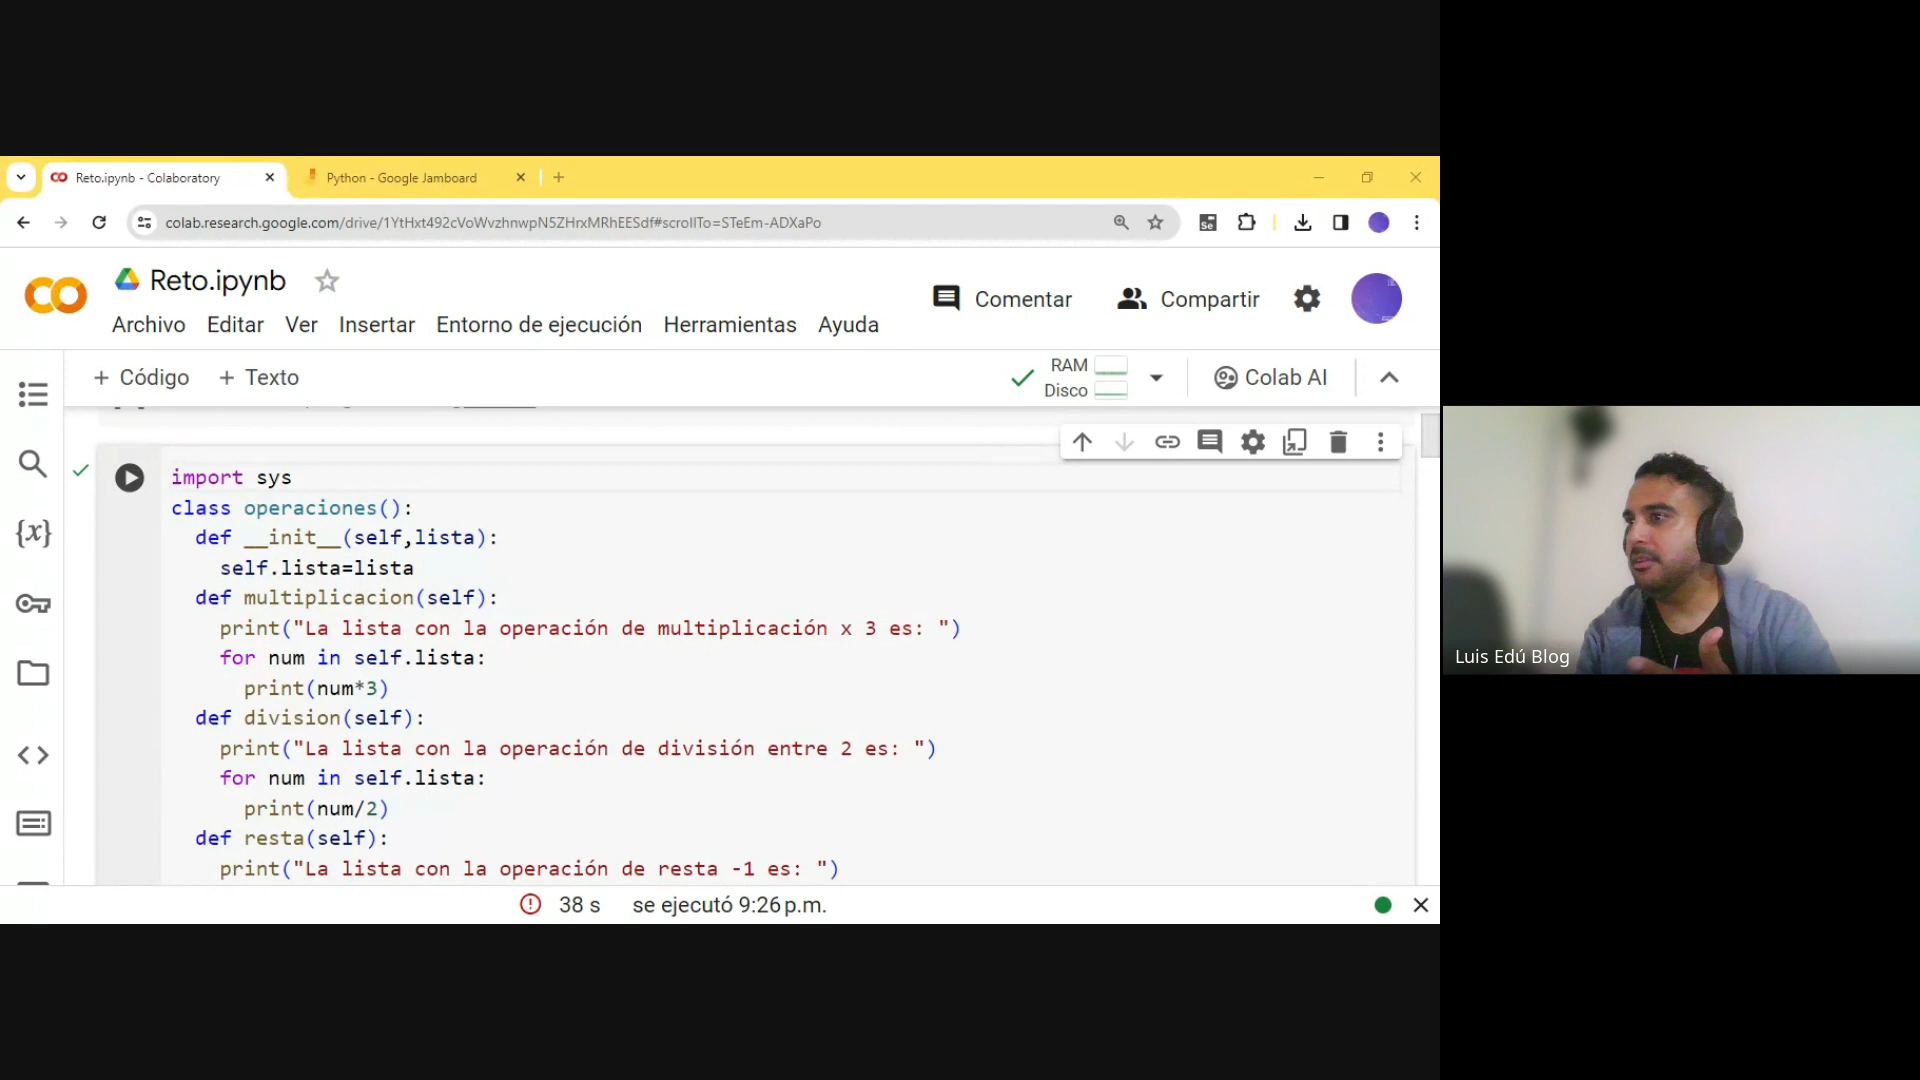 Reto.ipynb - Colaboratory
Python - Google Jamboard
colab.research.google.com/drive/1YtHxt492cVoWvzhnwpN5ZHrxMRhEESdf#scrollTo=STeEm-ADXaPo
Reto.ipynb
Comentar
Compartir
Archivo Editar Ver Insertar Entorno de ejecución Herramientas Ayuda
+ Código + Texto
RAM
Disco
Colab AI
import sys
class operaciones():
def __init__(self,lista):
self.lista=lista
def multiplicacion(self):
print("La lista con la operación de multiplicación x 3 es: ")
for num in self.lista:
print(num*3)
def division(self):
print("La lista con la operación de división entre 2 es: ")
for num in self.lista:
print(num/2)
def resta(self):
print("La lista con la operación de resta -1 es: ")
38 s se ejecutó 9:26 p.m.
Luis Edú Blog